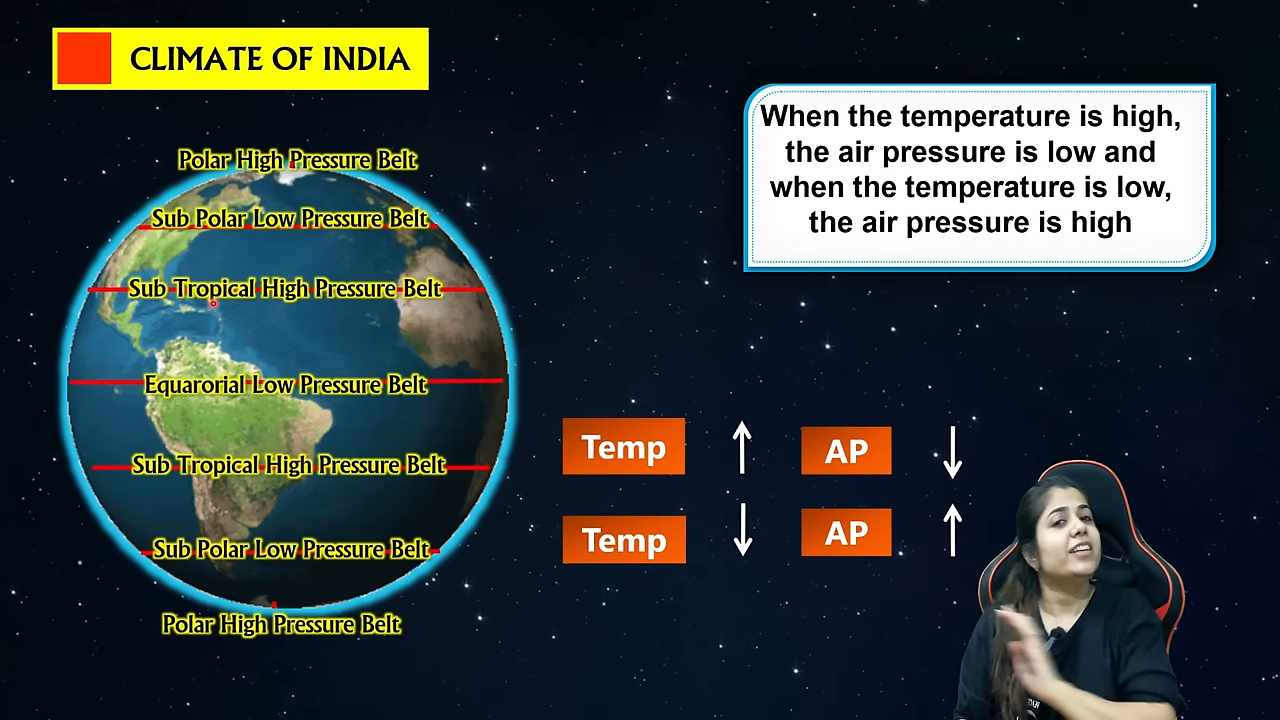 CLIMATE OF INDIA
When the temperature is high,
the air pressure is low and
when the temperature is low,
the air pressure is high
Polar High Pressure Belt
Sub Polar Low Pressure Belt
Sub Tropical High Pressure Belt
Equarorial Low Pressure Belt
Sub Tropical High Pressure Belt
Sub Polar Low Pressure Belt
Polar High Pressure Belt
Temp ↑ AP ↓
Temp ↓ AP ↑